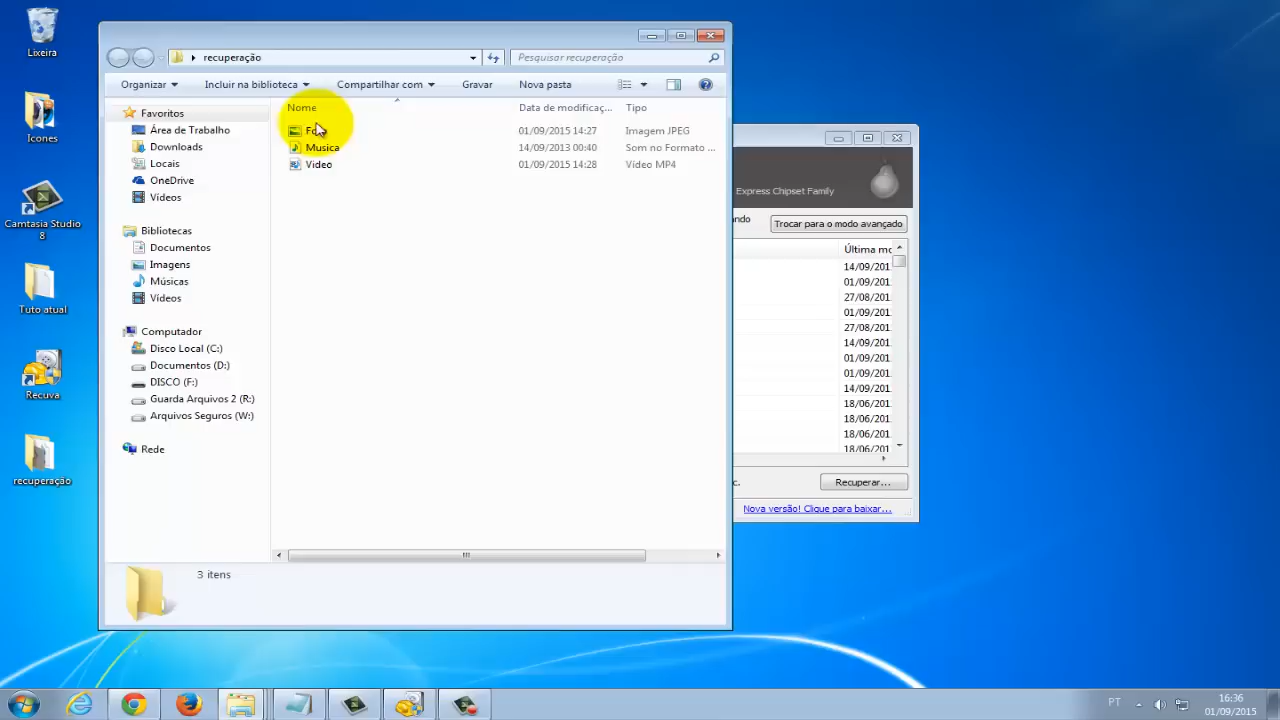 Lixeira
Icones
Camtasia Studio
8
Tuto atual
Recuva
recuperação
recuperação
Pesquisar recuperação
Organizar
Incluir na biblioteca
Compartilhar com
Gravar
Nova pasta
Nome
Data de modificaç...
Tipo
01/09/2015 14:27
Imagem JPEG
Musica
14/09/2013 00:40
Som no Formato ...
Video
01/09/2015 14:28
Vídeo MP4
Favoritos
Área de Trabalho
Downloads
Locais
OneDrive
Vídeos
Bibliotecas
Documentos
Imagens
Músicas
Vídeos
Computador
Disco Local (C:)
Documentos (D:)
DISCO (F:)
Guarda Arquivos 2 (R:)
Arquivos Seguros (W:)
Rede
3 itens
Express Chipset Family
ando
Trocar para o modo avançado
Última mo
14/09/201
01/09/201
27/08/201
01/09/201
27/08/201
14/09/201
01/09/201
01/09/201
14/09/201
18/06/201
18/06/201
18/06/201
18/06/201
c.
Recuperar...
Nova versão! Clique para baixar...
PT
16:36
01/09/2015